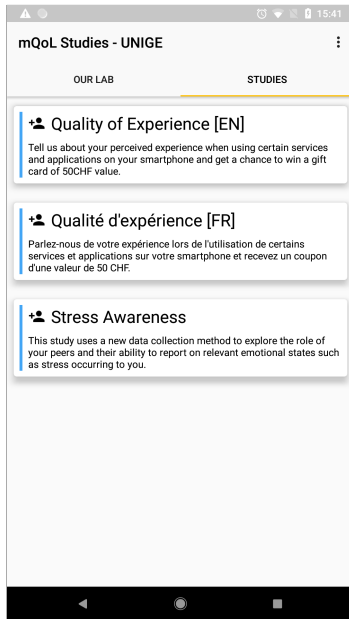 15:41
mQoL Studies - UNIGE
OUR LAB
STUDIES
Quality of Experience [EN]
Tell us about your perceived experience when using certain services
and applications on your smartphone and get a chance to win a gift
card of 50CHF value.
Qualité d'expérience [FR]
Parlez-nous de votre expérience lors de l'utilisation de certains
services et applications sur votre smartphone et recevez un coupon
d'une valeur de 50 CHF.
Stress Awareness
This study uses a new data collection method to explore the role of
your peers and their ability to report on relevant emotional states such
as stress occurring to you.